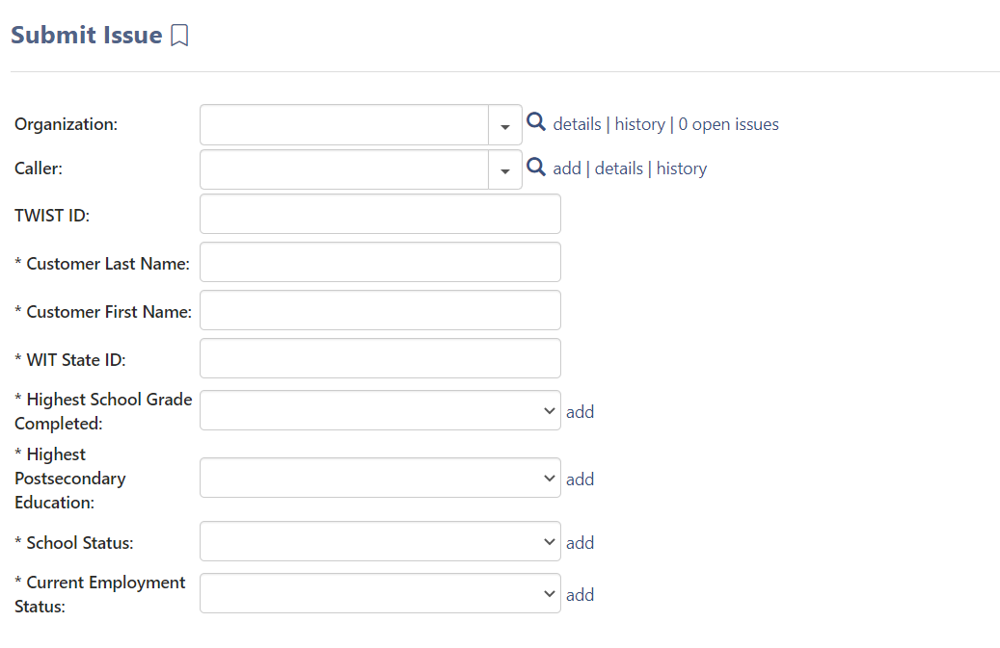 Submit Issue
Organization: details | history | 0 open issues
Caller: add | details | history
TWIST ID:
* Customer Last Name:
* Customer First Name:
* WIT State ID:
* Highest School Grade
Completed: add
* Highest
Postsecondary add
Education:
* School Status: add
* Current Employment
Status: add